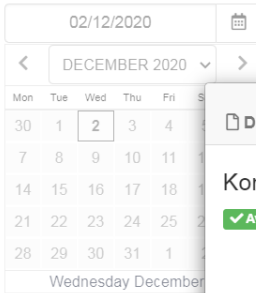 02/12/2020
DECEMBER 2020
Mon Tue Wed Thu Fri
30 1 2 3 4
7 8 9 10 11
14 15 16 17 18
21 22 23 24 25
28 29 30 31 1
Wednesday December